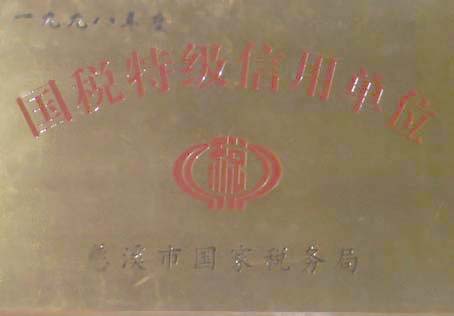 一九九八年度
国税特级信用单位
税
慈溪市国家税务局